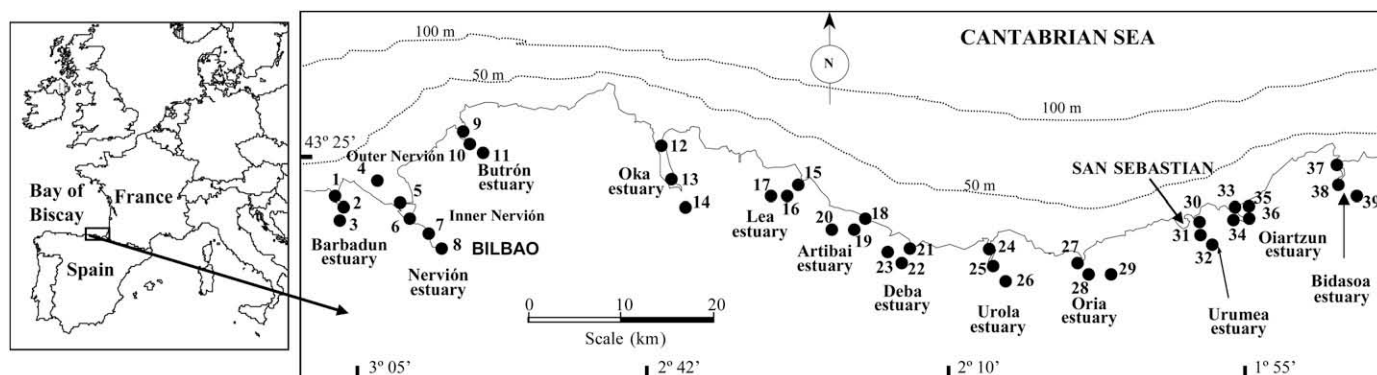 Bay of
Biscay
France
Spain
CANTABRIAN SEA
N
100 m
50 m
100 m
50 m
43º 25'
Outer Nervión
Inner Nervión
BILBAO
Nervión
estuary
Barbadun
estuary
Butrón
estuary
Oka
estuary
Lea
estuary
Artibai
estuary
Deba
estuary
Urola
estuary
Oria
estuary
SAN SEBASTIAN
Urumea
estuary
Oiartzun
estuary
Bidasoa
estuary
1
2
3
4
5
6
7
8
9
10
11
12
13
14
15
16
17
18
19
20
21
22
23
24
25
26
27
28
29
30
31
32
33
34
35
36
37
38
39
0 10 20
Scale (km)
3º 05'
2º 42'
2º 10'
1º 55'